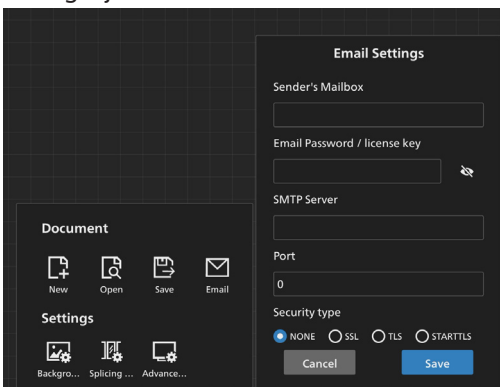 Email Settings
Sender's Mailbox
Email Password / license key
SMTP Server
Port
0
Security type
NONE SSL TLS STARTTLS
Cancel Save
Document
New Open Save Email
Settings
Backgro... Splicing ... Advance...